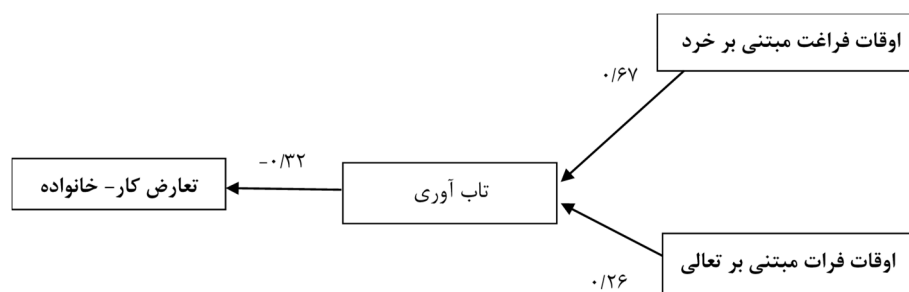 اوقات فراغت مبتنی بر خرد
۰/۶۷
-۰/۳۲
تاب آوری
تعارض کار- خانواده
اوقات فرات مبتنی بر تعالی
۰/۲۶